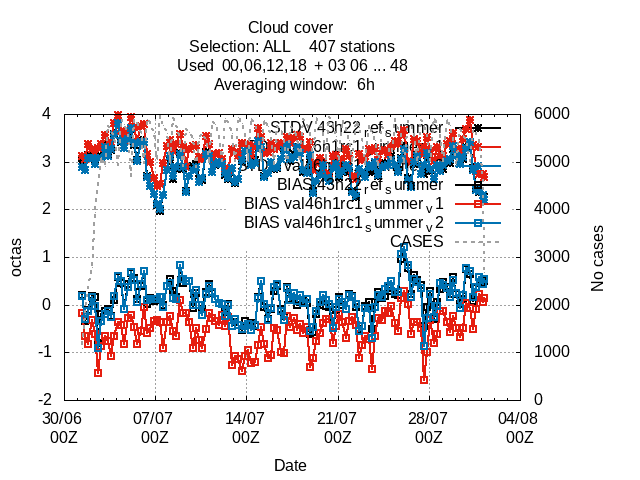 Cloud cover
Selection: ALL 407 stations
Used 00,06,12,18 + 03 06 ... 48
Averaging window: 6h
4
3
2
1
0
-1
-2
octas
6000
5000
4000
3000
2000
1000
0
No cases
STDV 43h22_ref_summer
BIAS 43h22_ref_summer
BIAS val46h1rc1_summer_v1
BIAS val46h1rc1_summer_v2
CASES
30/06 07/07 14/07 21/07 28/07 04/08
00Z 00Z 00Z 00Z 00Z 00Z
Date